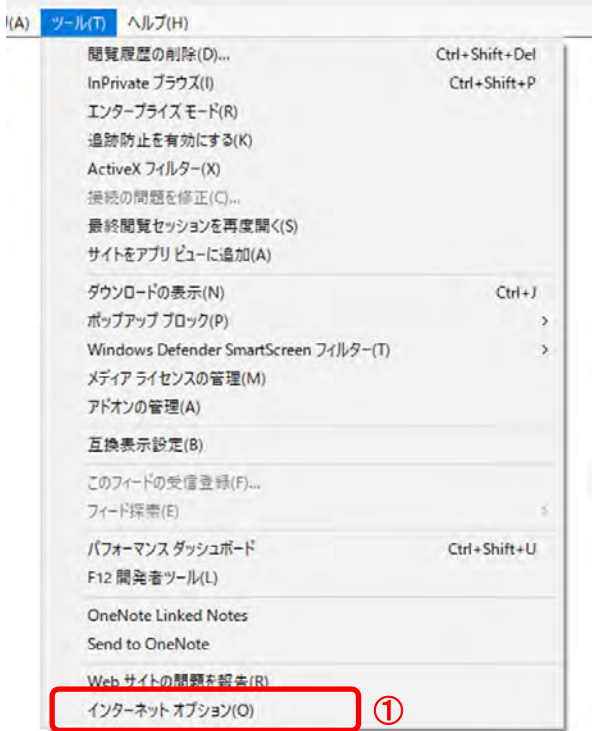 (A) ツール(T) ヘルプ(H)
閲覧履歴の削除(D)... Ctrl+Shift+Del
InPrivate ブラウズ(I) Ctrl+Shift+P
エンタープライズ モード(R)
追跡防止を有効にする(K)
ActiveX フィルター(X)
接続の問題を修正(C)...
最終閲覧セッションを再度開く(S)
サイトをアプリ ビューに追加(A)
ダウンロードの表示(N) Ctrl+J
ポップアップ ブロック(P)
Windows Defender SmartScreen フィルター(T)
メディア ライセンスの管理(M)
アドオンの管理(A)
互換表示設定(B)
このフィードの受信登録(F)...
フィード探索(E)
パフォーマンス ダッシュボード Ctrl+Shift+U
F12 開発者ツール(L)
OneNote Linked Notes
Send to OneNote
Web サイトの問題を報告(R)
インターネット オプション(O) ①